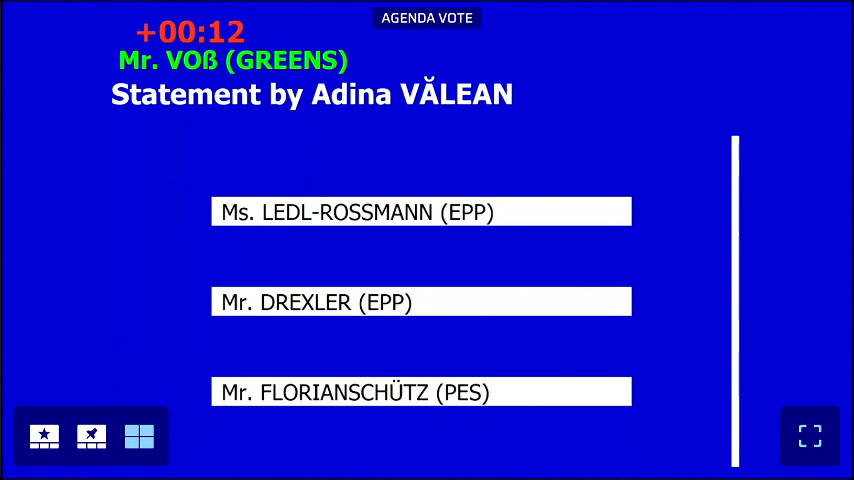 AGENDA VOTE
+00:12
Mr. VOß (GREENS)
Statement by Adina VĂLEAN
Ms. LEDL-ROSSMANN (EPP)
Mr. DREXLER (EPP)
Mr. FLORIANSCHÜTZ (PES)